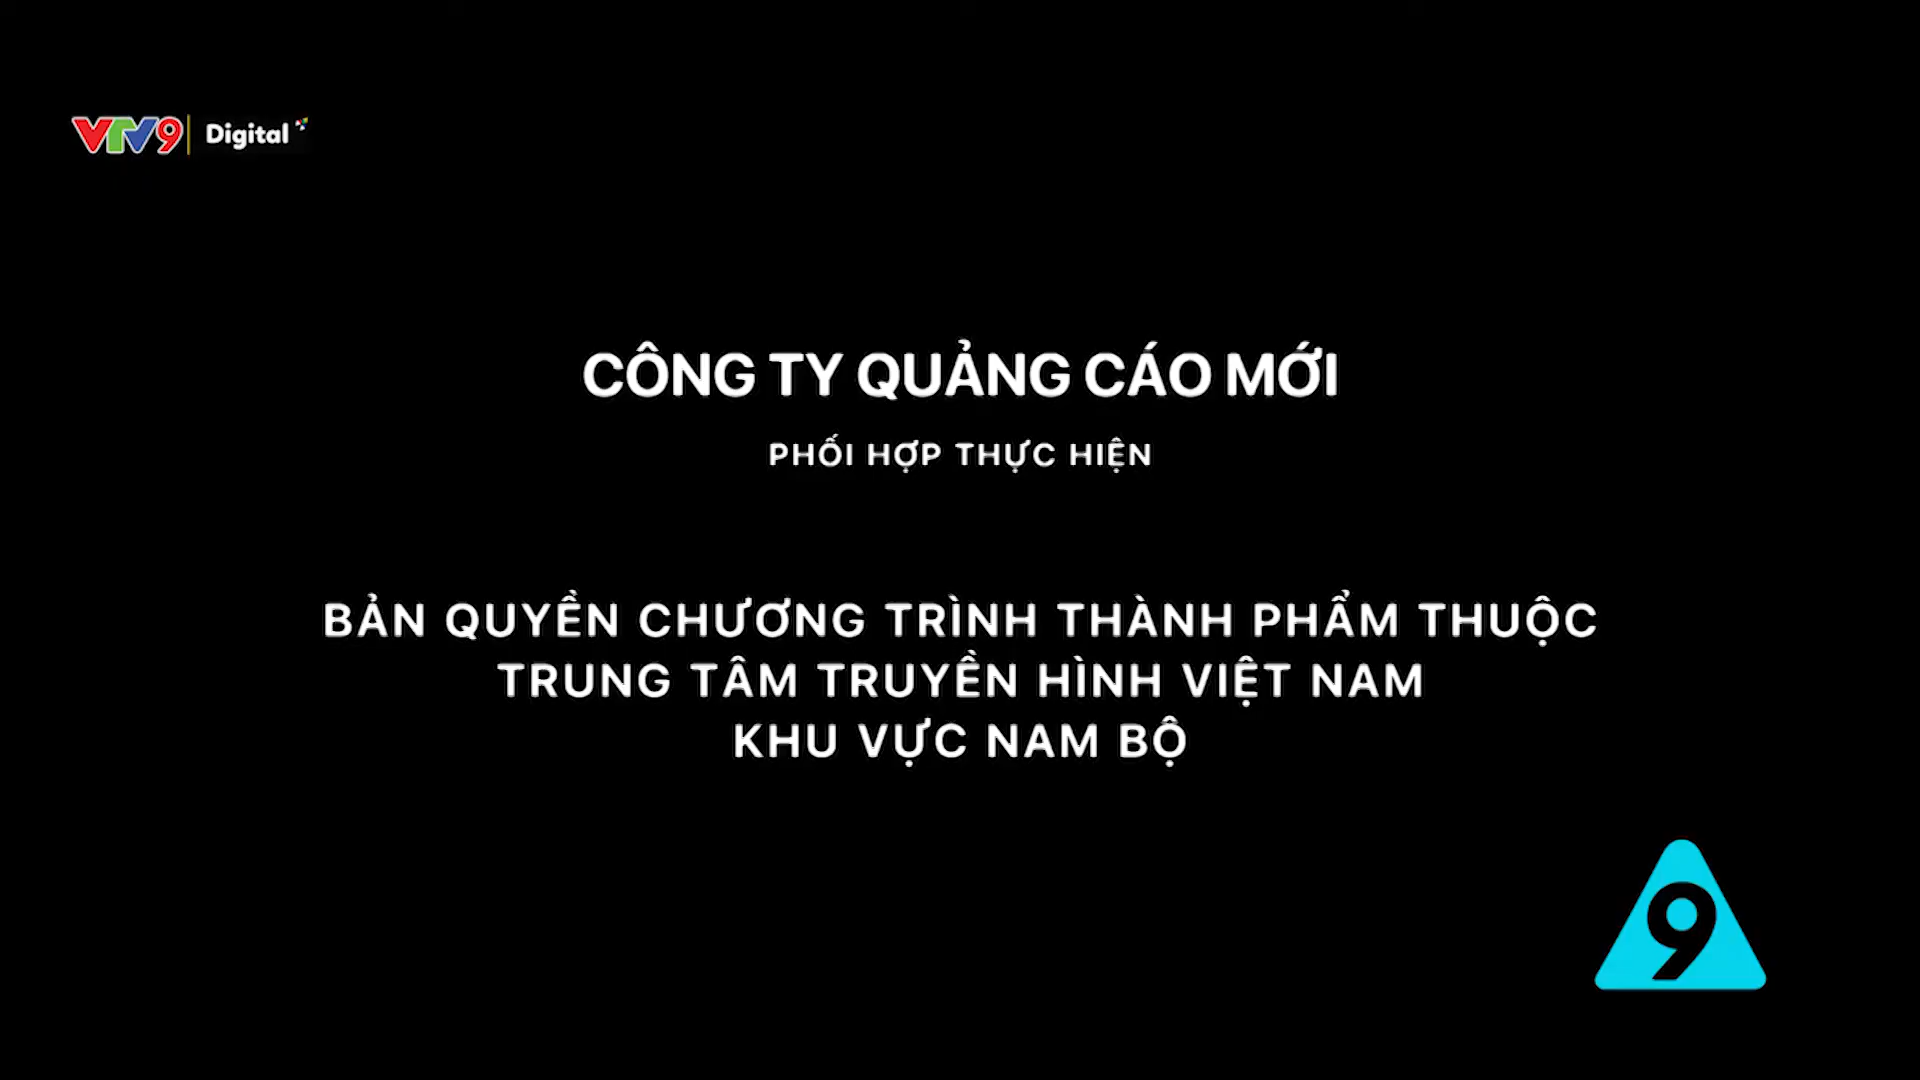 VTV9 Digital
CÔNG TY QUẢNG CÁO MỚI
PHỐI HỢP THỰC HIỆN
BẢN QUYỀN CHƯƠNG TRÌNH THÀNH PHẨM THUỘC
TRUNG TÂM TRUYỀN HÌNH VIỆT NAM
KHU VỰC NAM BỘ
9